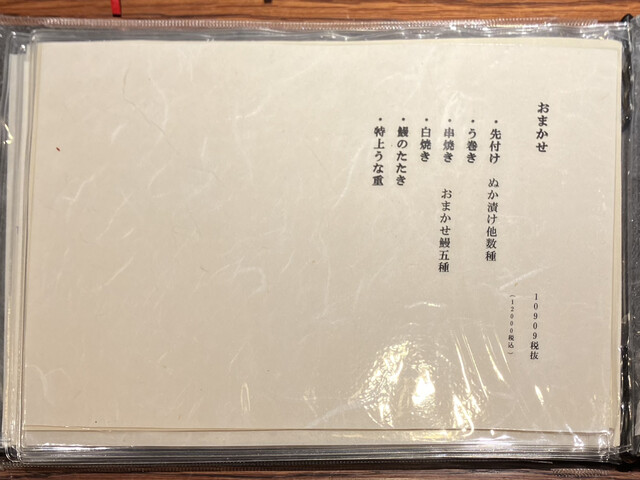 おまかせ 10909税抜
(12000税込)
・先付け ぬか漬け他数種
・う巻き
・串焼き おまかせ鰻五種
・白焼き
・鰻のたたき
・特上うな重